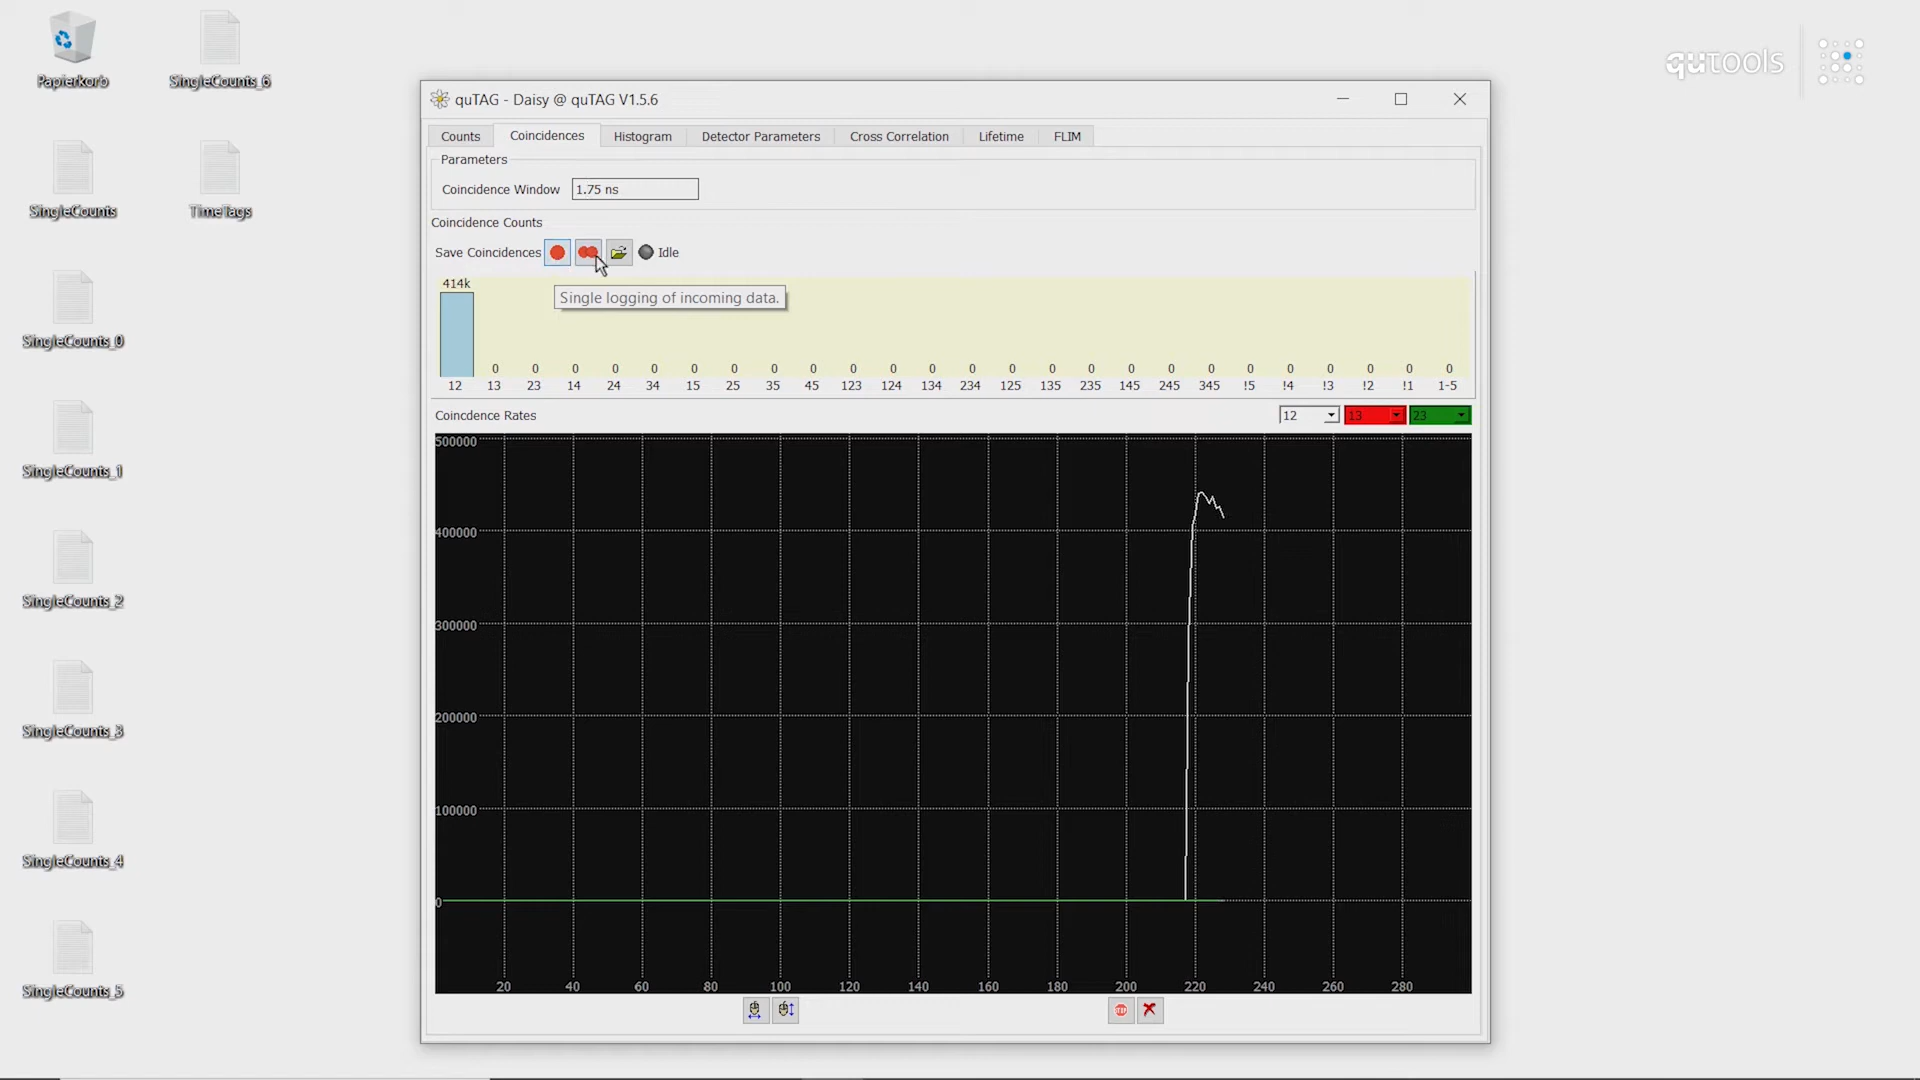 Papierkorb
SingleCounts_6
SingleCounts
TimeTags
SingleCounts_0
SingleCounts_1
SingleCounts_2
SingleCounts_3
SingleCounts_4
SingleCounts_5
qutools
quTAG - Daisy @ quTAG V1.5.6
Counts Coincidences Histogram Detector Parameters Cross Correlation Lifetime FLIM
Parameters
Coincidence Window 1.75 ns
Coincidence Counts
Save Coincidences Idle
414k
Single logging of incoming data.
0 0 0 0 0 0 0 0 0 0 0 0 0 0 0 0 0 0 0 0 0 0 0 0 0
12 13 23 14 24 34 15 25 35 45 123 124 134 234 125 135 235 145 245 345 !5 !4 !3 !2 !1 1-5
Coincdence Rates 12 13 23
500000
400000
300000
200000
100000
0
20 40 60 80 100 120 140 160 180 200 220 240 260 280